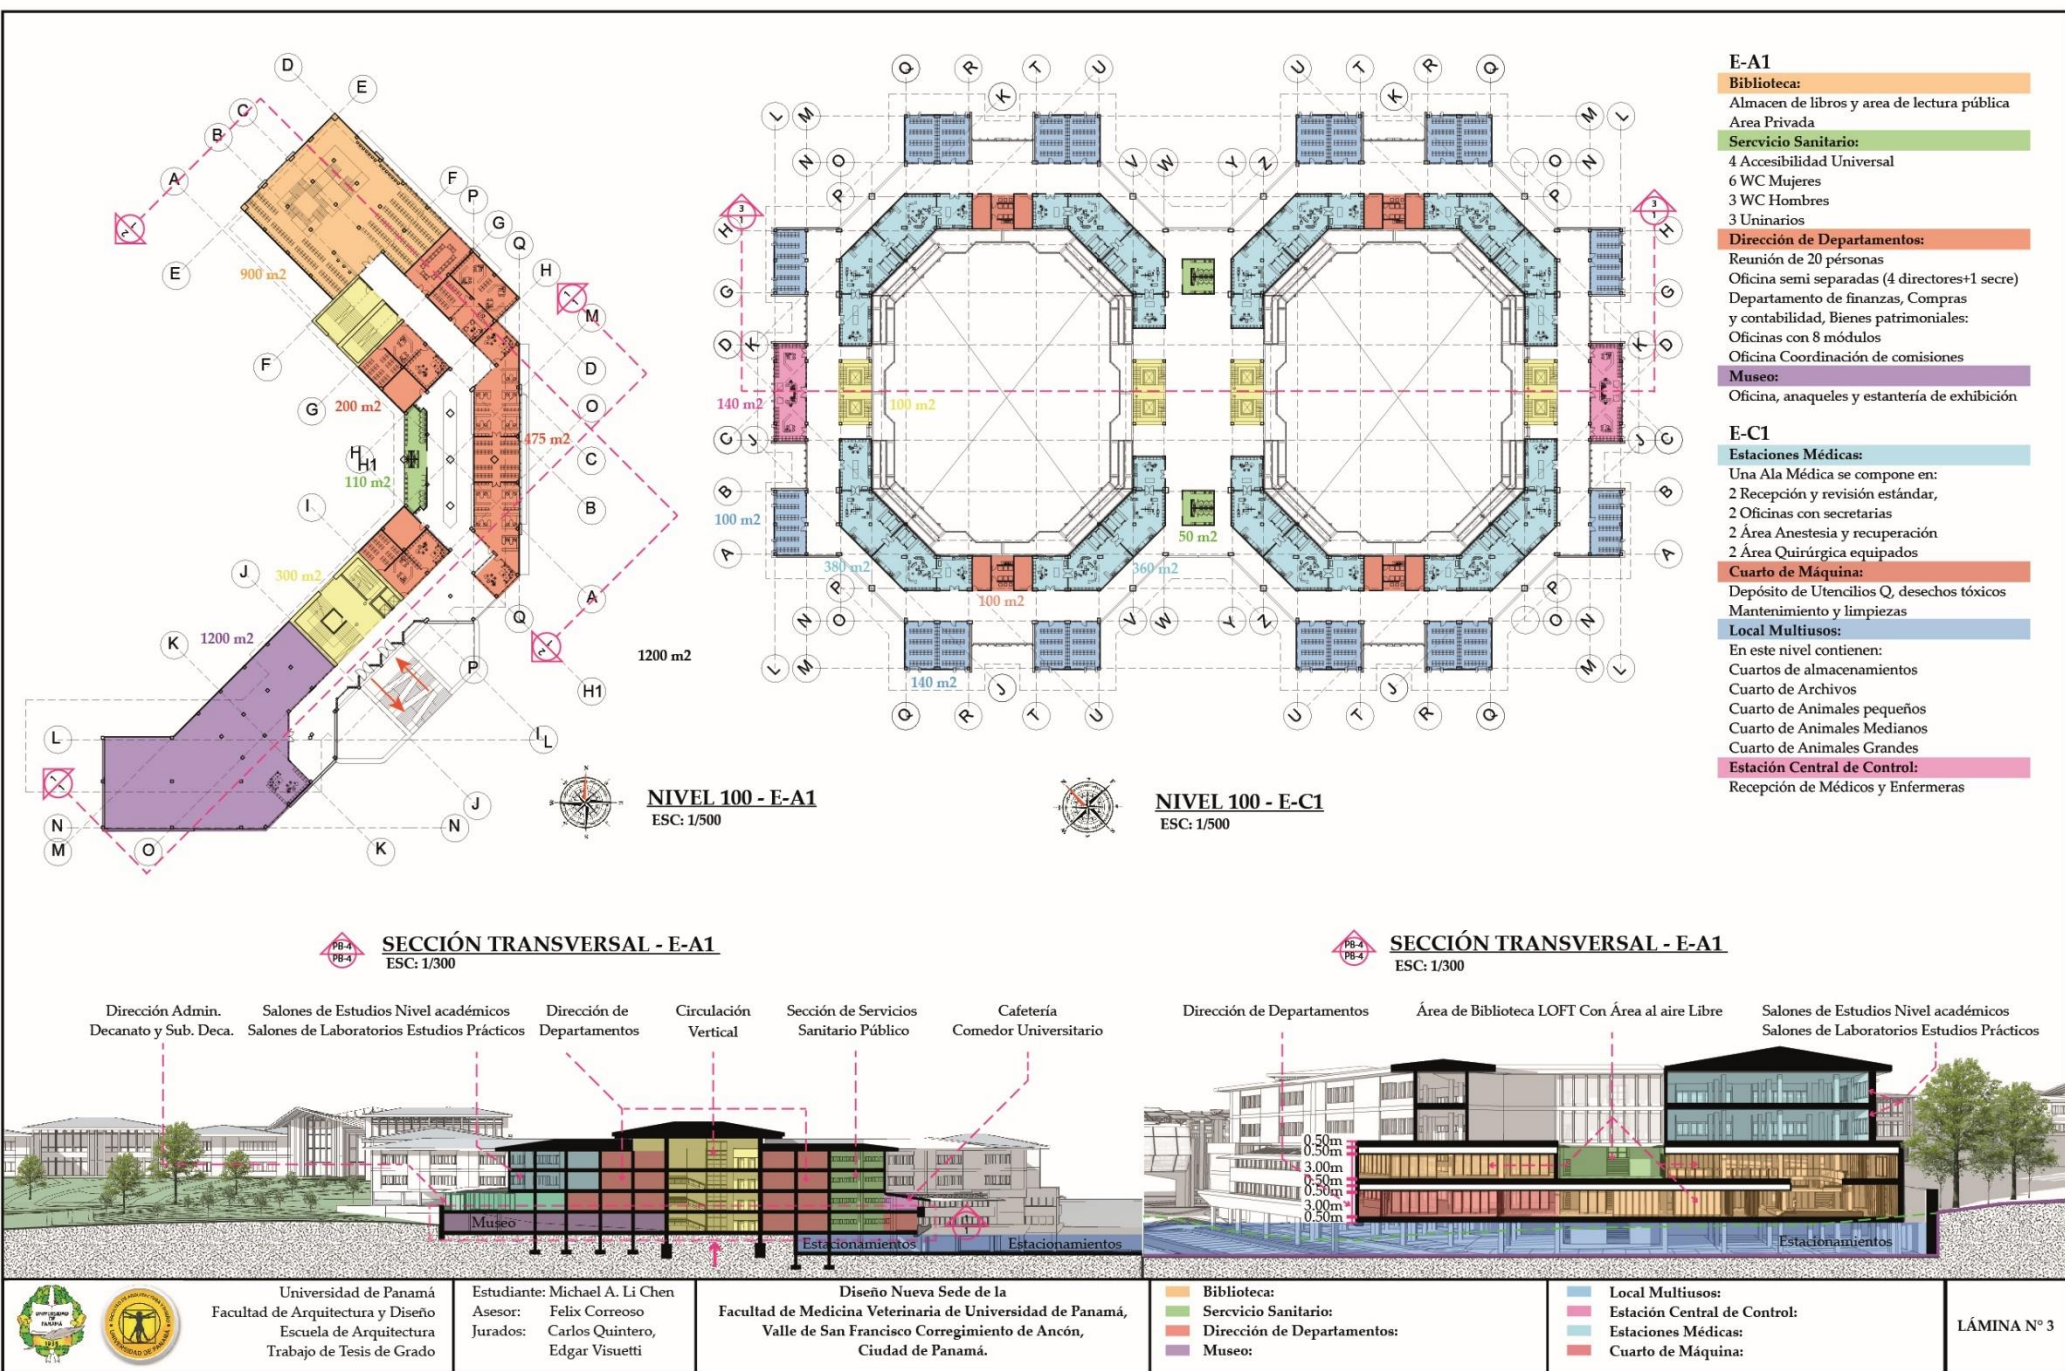 E-A1
Biblioteca:
Almacen de libros y area de lectura pública
Area Privada
Sercvicio Sanitario:
4 Accesibilidad Universal
6 WC Mujeres
3 WC Hombres
3 Uninarios
Dirección de Departamentos:
Reunión de 20 pérsonas
Oficina semi separadas (4 directores+1 secre)
Departamento de finanzas, Compras
y contabilidad, Bienes patrimoniales:
Oficinas con 8 módulos
Oficina Coordinación de comisiones
Museo:
Oficina, anaqueles y estantería de exhibición
E-C1
Estaciones Médicas:
Una Ala Médica se compone en:
2 Recepción y revisión estándar,
2 Oficinas con secretarias
2 Área Anestesia y recuperación
2 Área Quirúrgica equipados
Cuarto de Máquina:
Depósito de Utencilios Q, desechos tóxicos
Mantenimiento y limpiezas
Local Multiusos:
En este nivel contienen:
Cuartos de almacenamientos
Cuarto de Archivos
Cuarto de Animales pequeños
Cuarto de Animales Medianos
Cuarto de Animales Grandes
Estación Central de Control:
Recepción de Médicos y Enfermeras
900 m2
200 m2
475 m2
110 m2
300 m2
1200 m2
1200 m2
140 m2
100 m2
100 m2
50 m2
380 m2
360 m2
100 m2
140 m2
NIVEL 100 - E-A1
ESC: 1/500
NIVEL 100 - E-C1
ESC: 1/500
PB-4
PB-4
SECCIÓN TRANSVERSAL - E-A1
ESC: 1/300
PB-4
PB-4
SECCIÓN TRANSVERSAL - E-A1
ESC: 1/300
Dirección Admin.
Decanato y Sub. Deca.
Salones de Estudios Nivel académicos
Salones de Laboratorios Estudios Prácticos
Dirección de
Departamentos
Circulación
Vertical
Sección de Servicios
Sanitario Público
Cafetería
Comedor Universitario
Museo
Estacionamientos
Estacionamientos
Dirección de Departamentos
Área de Biblioteca LOFT Con Área al aire Libre
Salones de Estudios Nivel académicos
Salones de Laboratorios Estudios Prácticos
0.50m
0.50m
3.00m
0.50m
0.50m
3.00m
0.50m
Estacionamientos
Universidad de Panamá
Facultad de Arquitectura y Diseño
Escuela de Arquitectura
Trabajo de Tesis de Grado
Estudiante: Michael A. Li Chen
Asesor: Felix Correoso
Jurados: Carlos Quintero,
Edgar Visuetti
Diseño Nueva Sede de la
Facultad de Medicina Veterinaria de Universidad de Panamá,
Valle de San Francisco Corregimiento de Ancón,
Ciudad de Panamá.
Biblioteca:
Sercvicio Sanitario:
Dirección de Departamentos:
Museo:
Local Multiusos:
Estación Central de Control:
Estaciones Médicas:
Cuarto de Máquina:
LÁMINA N° 3